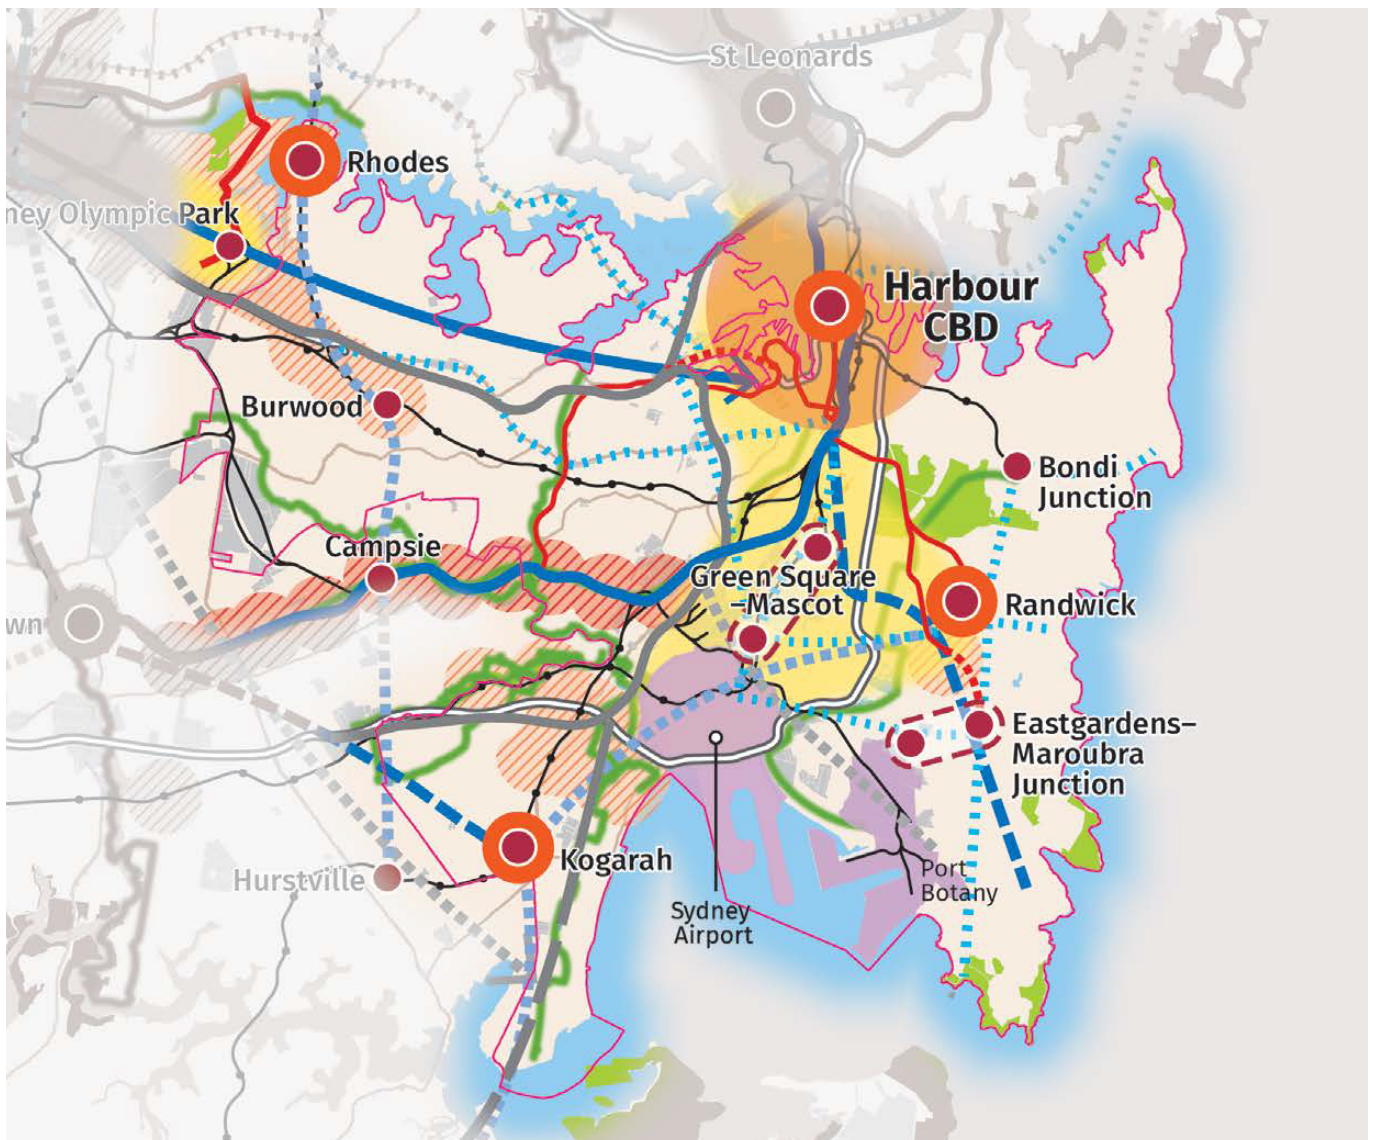 St Leonards
Rhodes
ney Olympic Park
Harbour
CBD
Burwood
Bondi
Junction
Campsie
Green Square
–Mascot
Randwick
wn
Eastgardens–
Maroubra
Junction
Kogarah
Hurstville
Port
Botany
Sydney
Airport